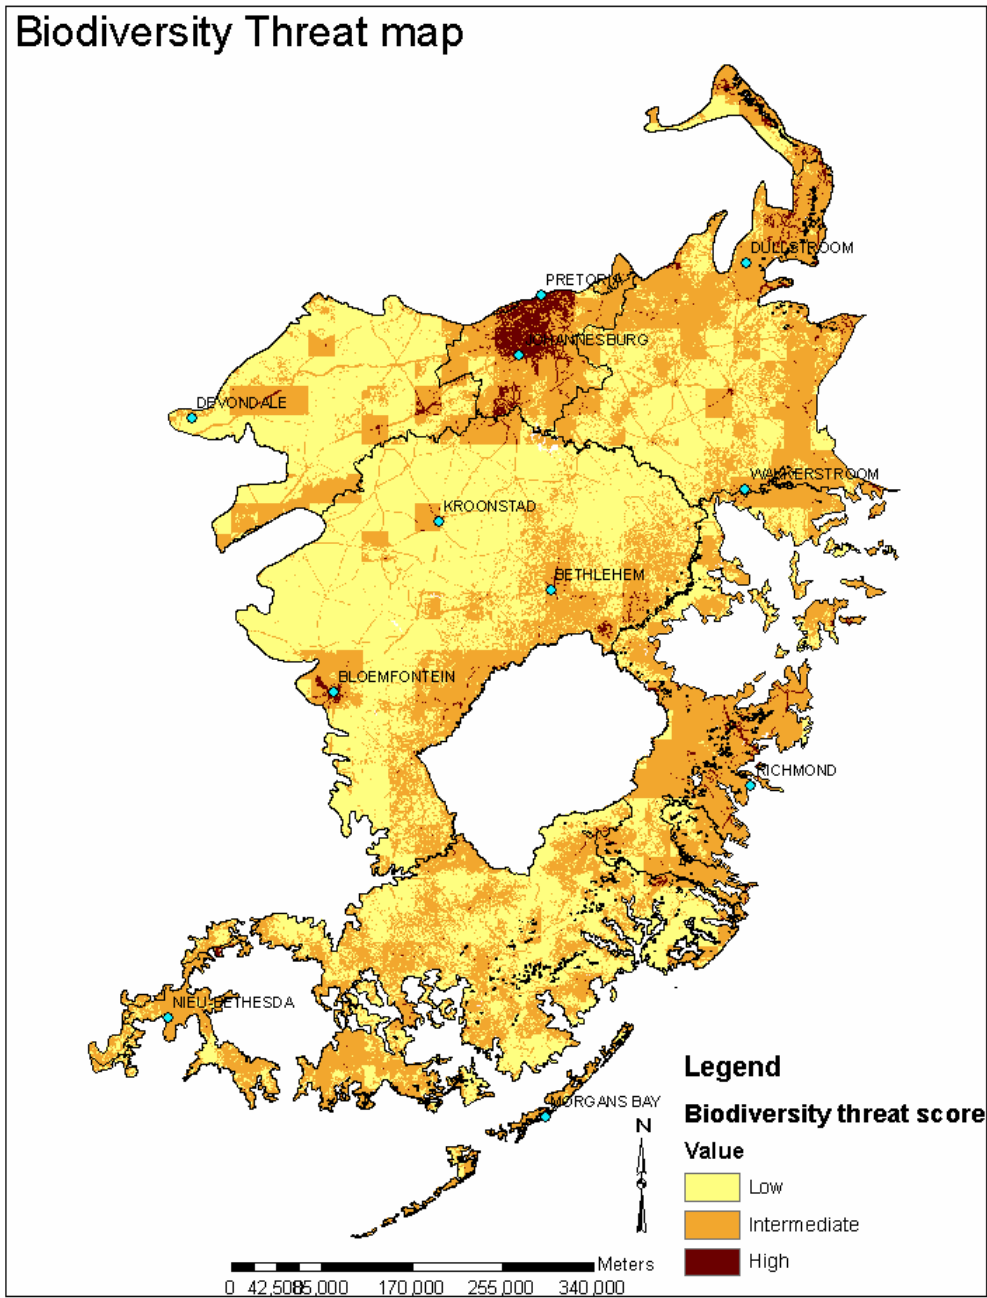 Biodiversity Threat map
DULLSTROOM
PRETORIA
JOHANNESBURG
DEVONDALE
WAKKERSTROOM
KROONSTAD
BETHLEHEM
BLOEMFONTEIN
RICHMOND
NIEU-BETHESDA
MORGANS BAY
N
Legend
Biodiversity threat score
Value
Low
Intermediate
High
Meters
0 42,500 85,000 170,000 255,000 340,000